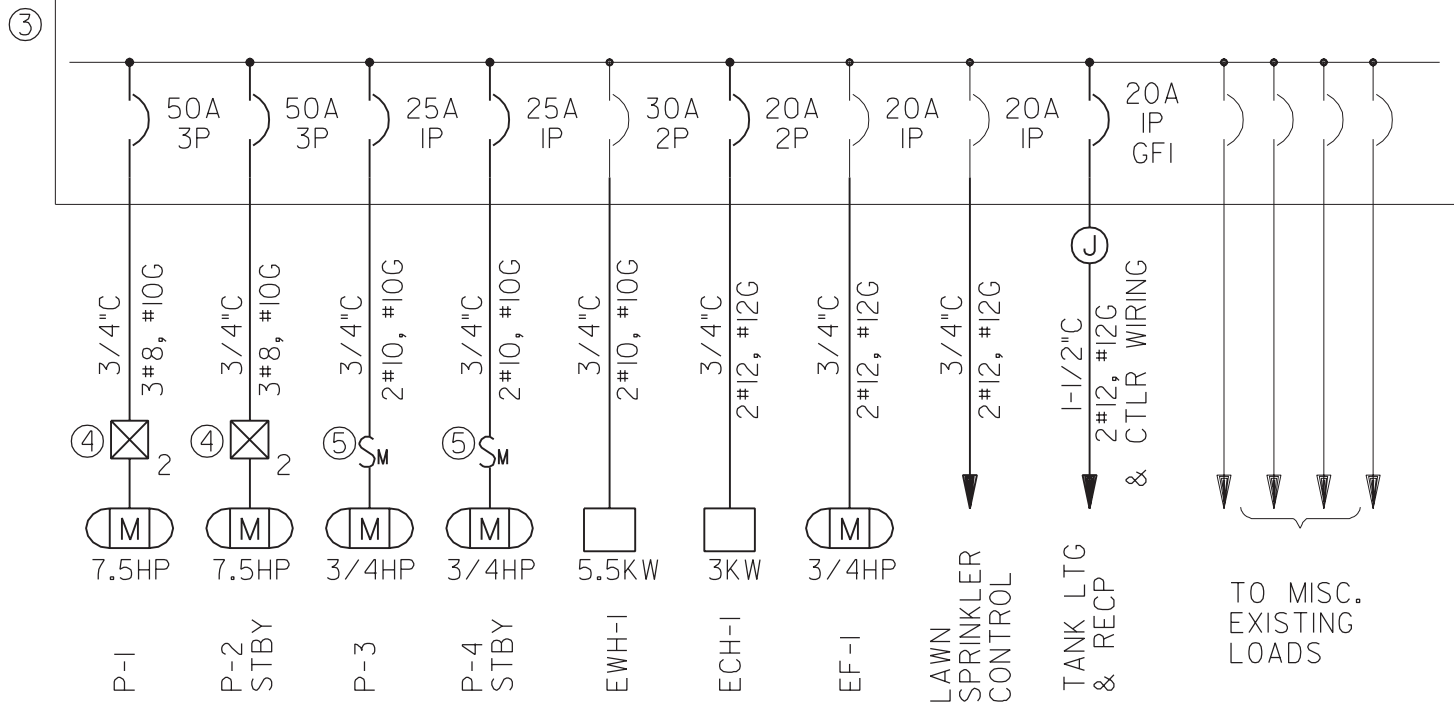 3
50A
3P
50A
3P
25A
1P
25A
1P
30A
2P
20A
2P
20A
1P
20A
1P
20A
1P
GFI
3/4"C
3#8, #10G
3/4"C
3#8, #10G
3/4"C
2#10, #10G
3/4"C
2#10, #10G
3/4"C
2#10, #10G
3/4"C
2#12, #12G
3/4"C
2#12, #12G
3/4"C
2#12, #12G
J
1-1/2"C
2#12, #12G
& CTLR WIRING
4
2
4
2
5
SM
5
SM
M
M
M
M
M
7.5HP
7.5HP
3/4HP
3/4HP
5.5KW
3KW
3/4HP
P-1
P-2
STBY
P-3
P-4
STBY
EWH-1
ECH-1
EF-1
LAWN
SPRINKLER
CONTROL
TANK LTG
& RECP
TO MISC.
EXISTING
LOADS